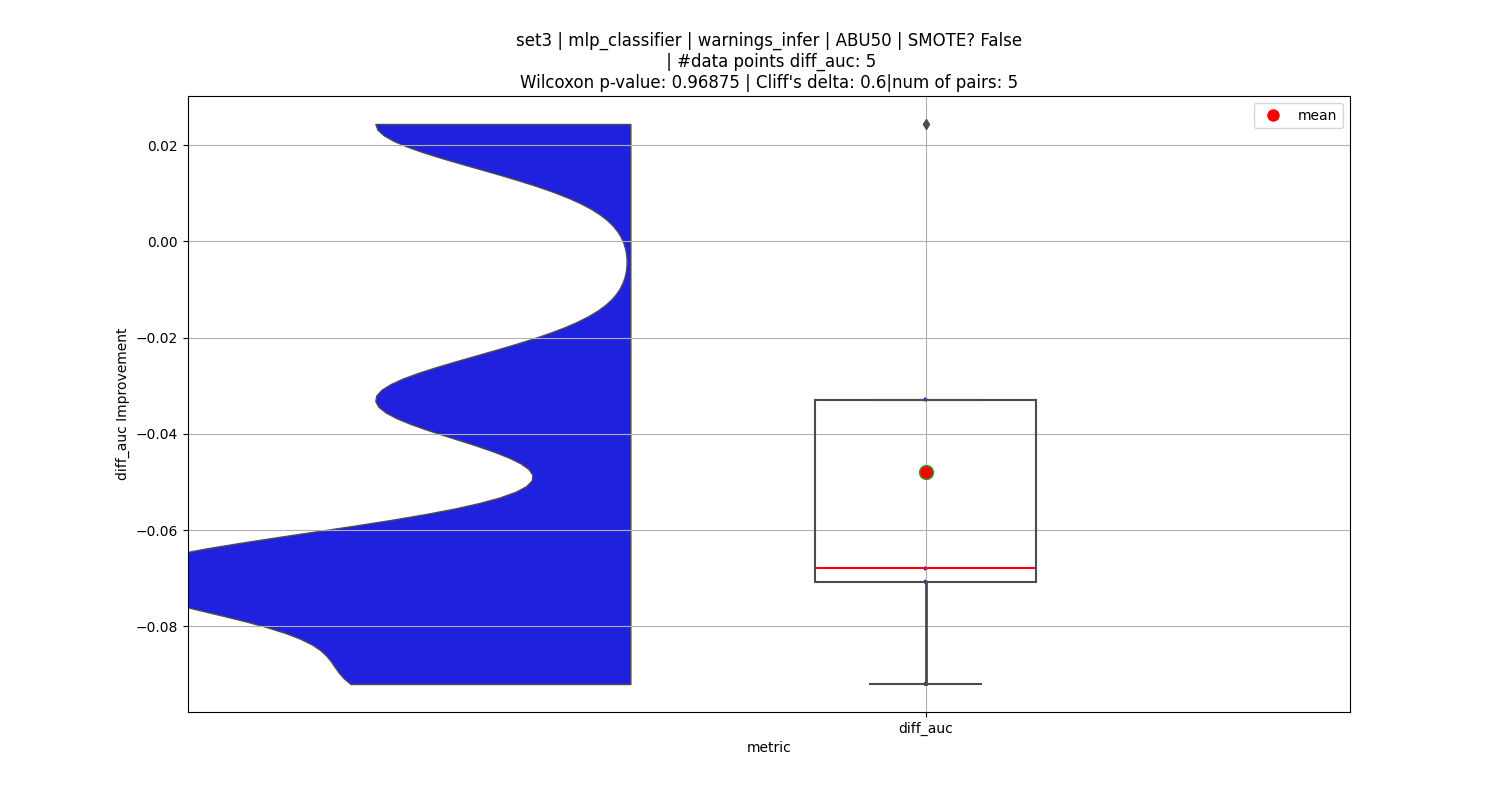 set3 | mlp_classifier | warnings_infer | ABU50 | SMOTE? False
| #data points diff_auc: 5
Wilcoxon p-value: 0.96875 | Cliff's delta: 0.6|num of pairs: 5
mean
0.02
0.00
−0.02
−0.04
−0.06
−0.08
diff_auc Improvement
diff_auc
metric